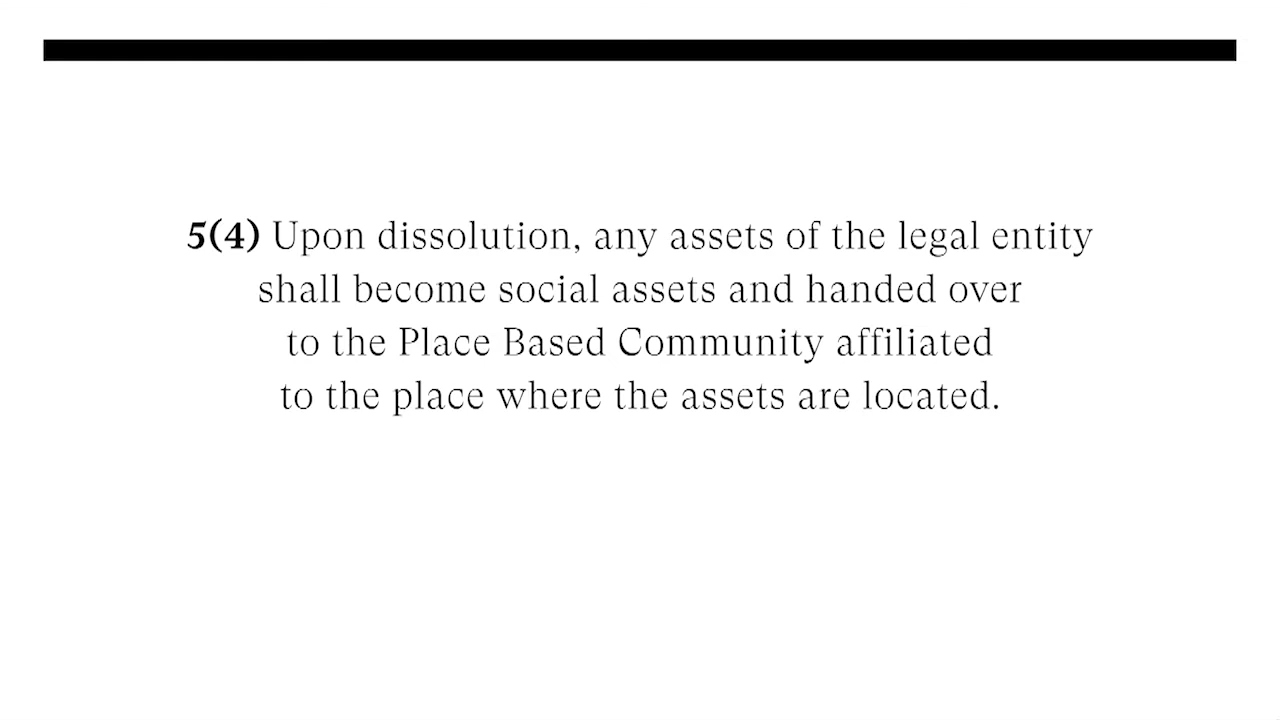 5(4) Upon dissolution, any assets of the legal entity
shall become social assets and handed over
to the Place Based Community affiliated
to the place where the assets are located.